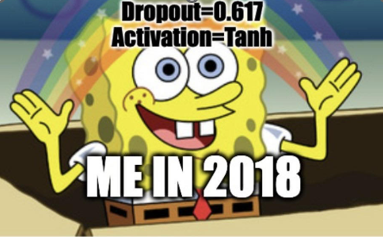 Dropout=0.617
Activation=Tanh
ME IN 2018